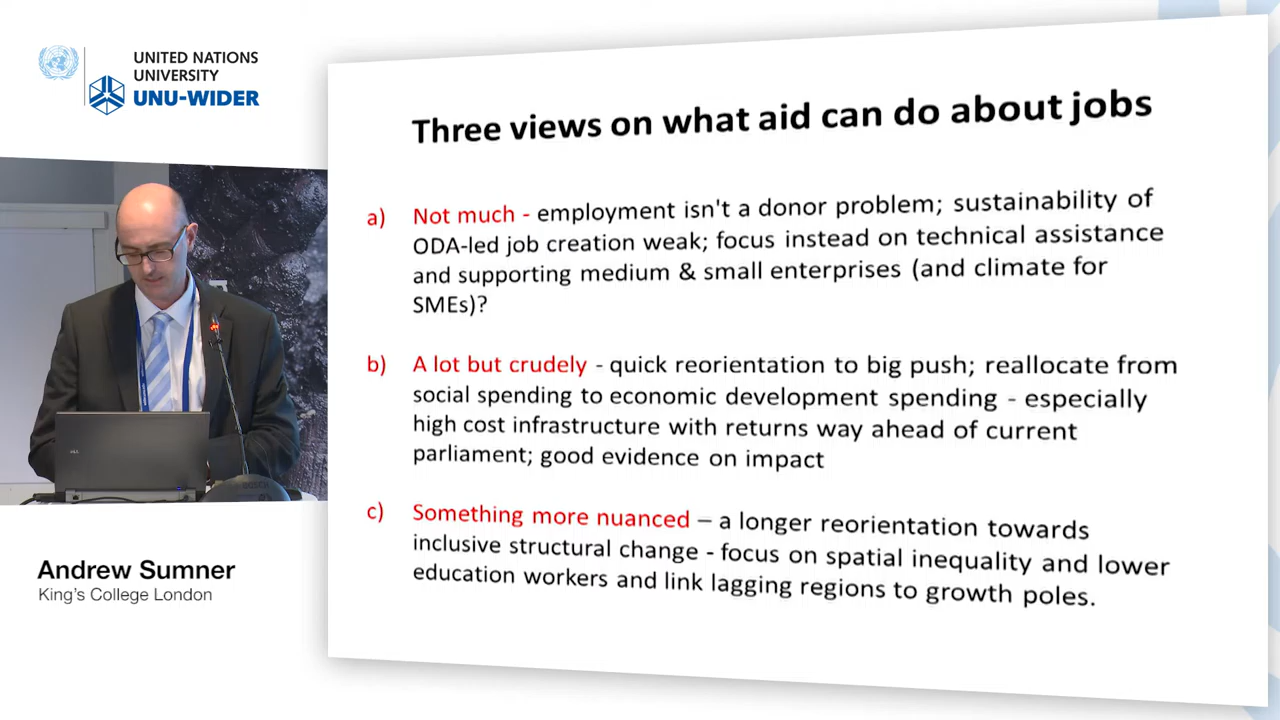 UNITED NATIONS
UNIVERSITY
UNU-WIDER
Three views on what aid can do about jobs
a) Not much - employment isn't a donor problem; sustainability of
ODA-led job creation weak; focus instead on technical assistance
and supporting medium & small enterprises (and climate for
SMEs)?
b) A lot but crudely - quick reorientation to big push; reallocate from
social spending to economic development spending - especially
high cost infrastructure with returns way ahead of current
parliament; good evidence on impact
c) Something more nuanced – a longer reorientation towards
inclusive structural change - focus on spatial inequality and lower
education workers and link lagging regions to growth poles.
DELL
BOSCH
Andrew Sumner
King's College London